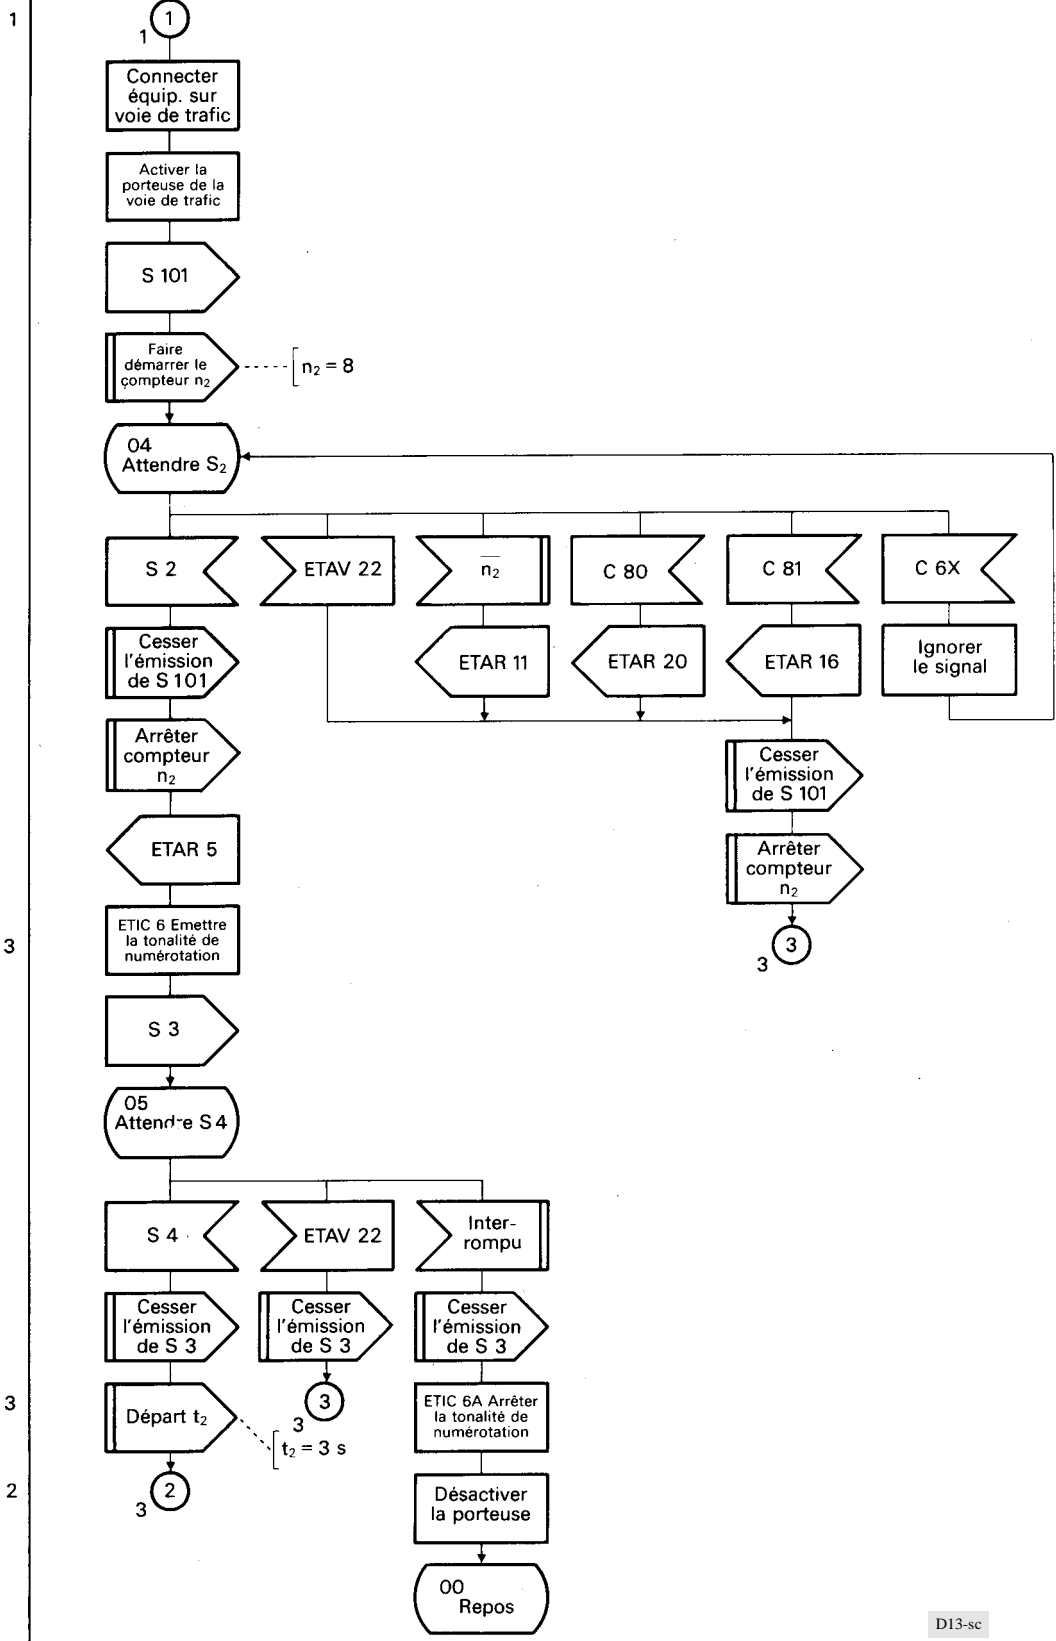 1
1
1
Connecter
équip. sur
voie de trafic
Activer la
porteuse de la
voie de trafic
S 101
Faire
démarrer le
compteur n2
n2 = 8
04
Attendre S2
S 2
ETAV 22
n2
C 80
C 81
C 6X
Cesser
l'émission
de S 101
ETAR 11
ETAR 20
ETAR 16
Ignorer
le signal
Arrêter
compteur
n2
Cesser
l'émission
de S 101
ETAR 5
Arrêter
compteur
n2
3
ETIC 6 Emettre
la tonalité de
numérotation
3
3
S 3
05
Attendre S 4
S 4
ETAV 22
Inter-
rompu
Cesser
l'émission
de S 3
Cesser
l'émission
de S 3
Cesser
l'émission
de S 3
3
Départ t2
t2 = 3 s
3
3
ETIC 6A Arrêter
la tonalité de
numérotation
2
2
3
Désactiver
la porteuse
00
Repos
D13-sc